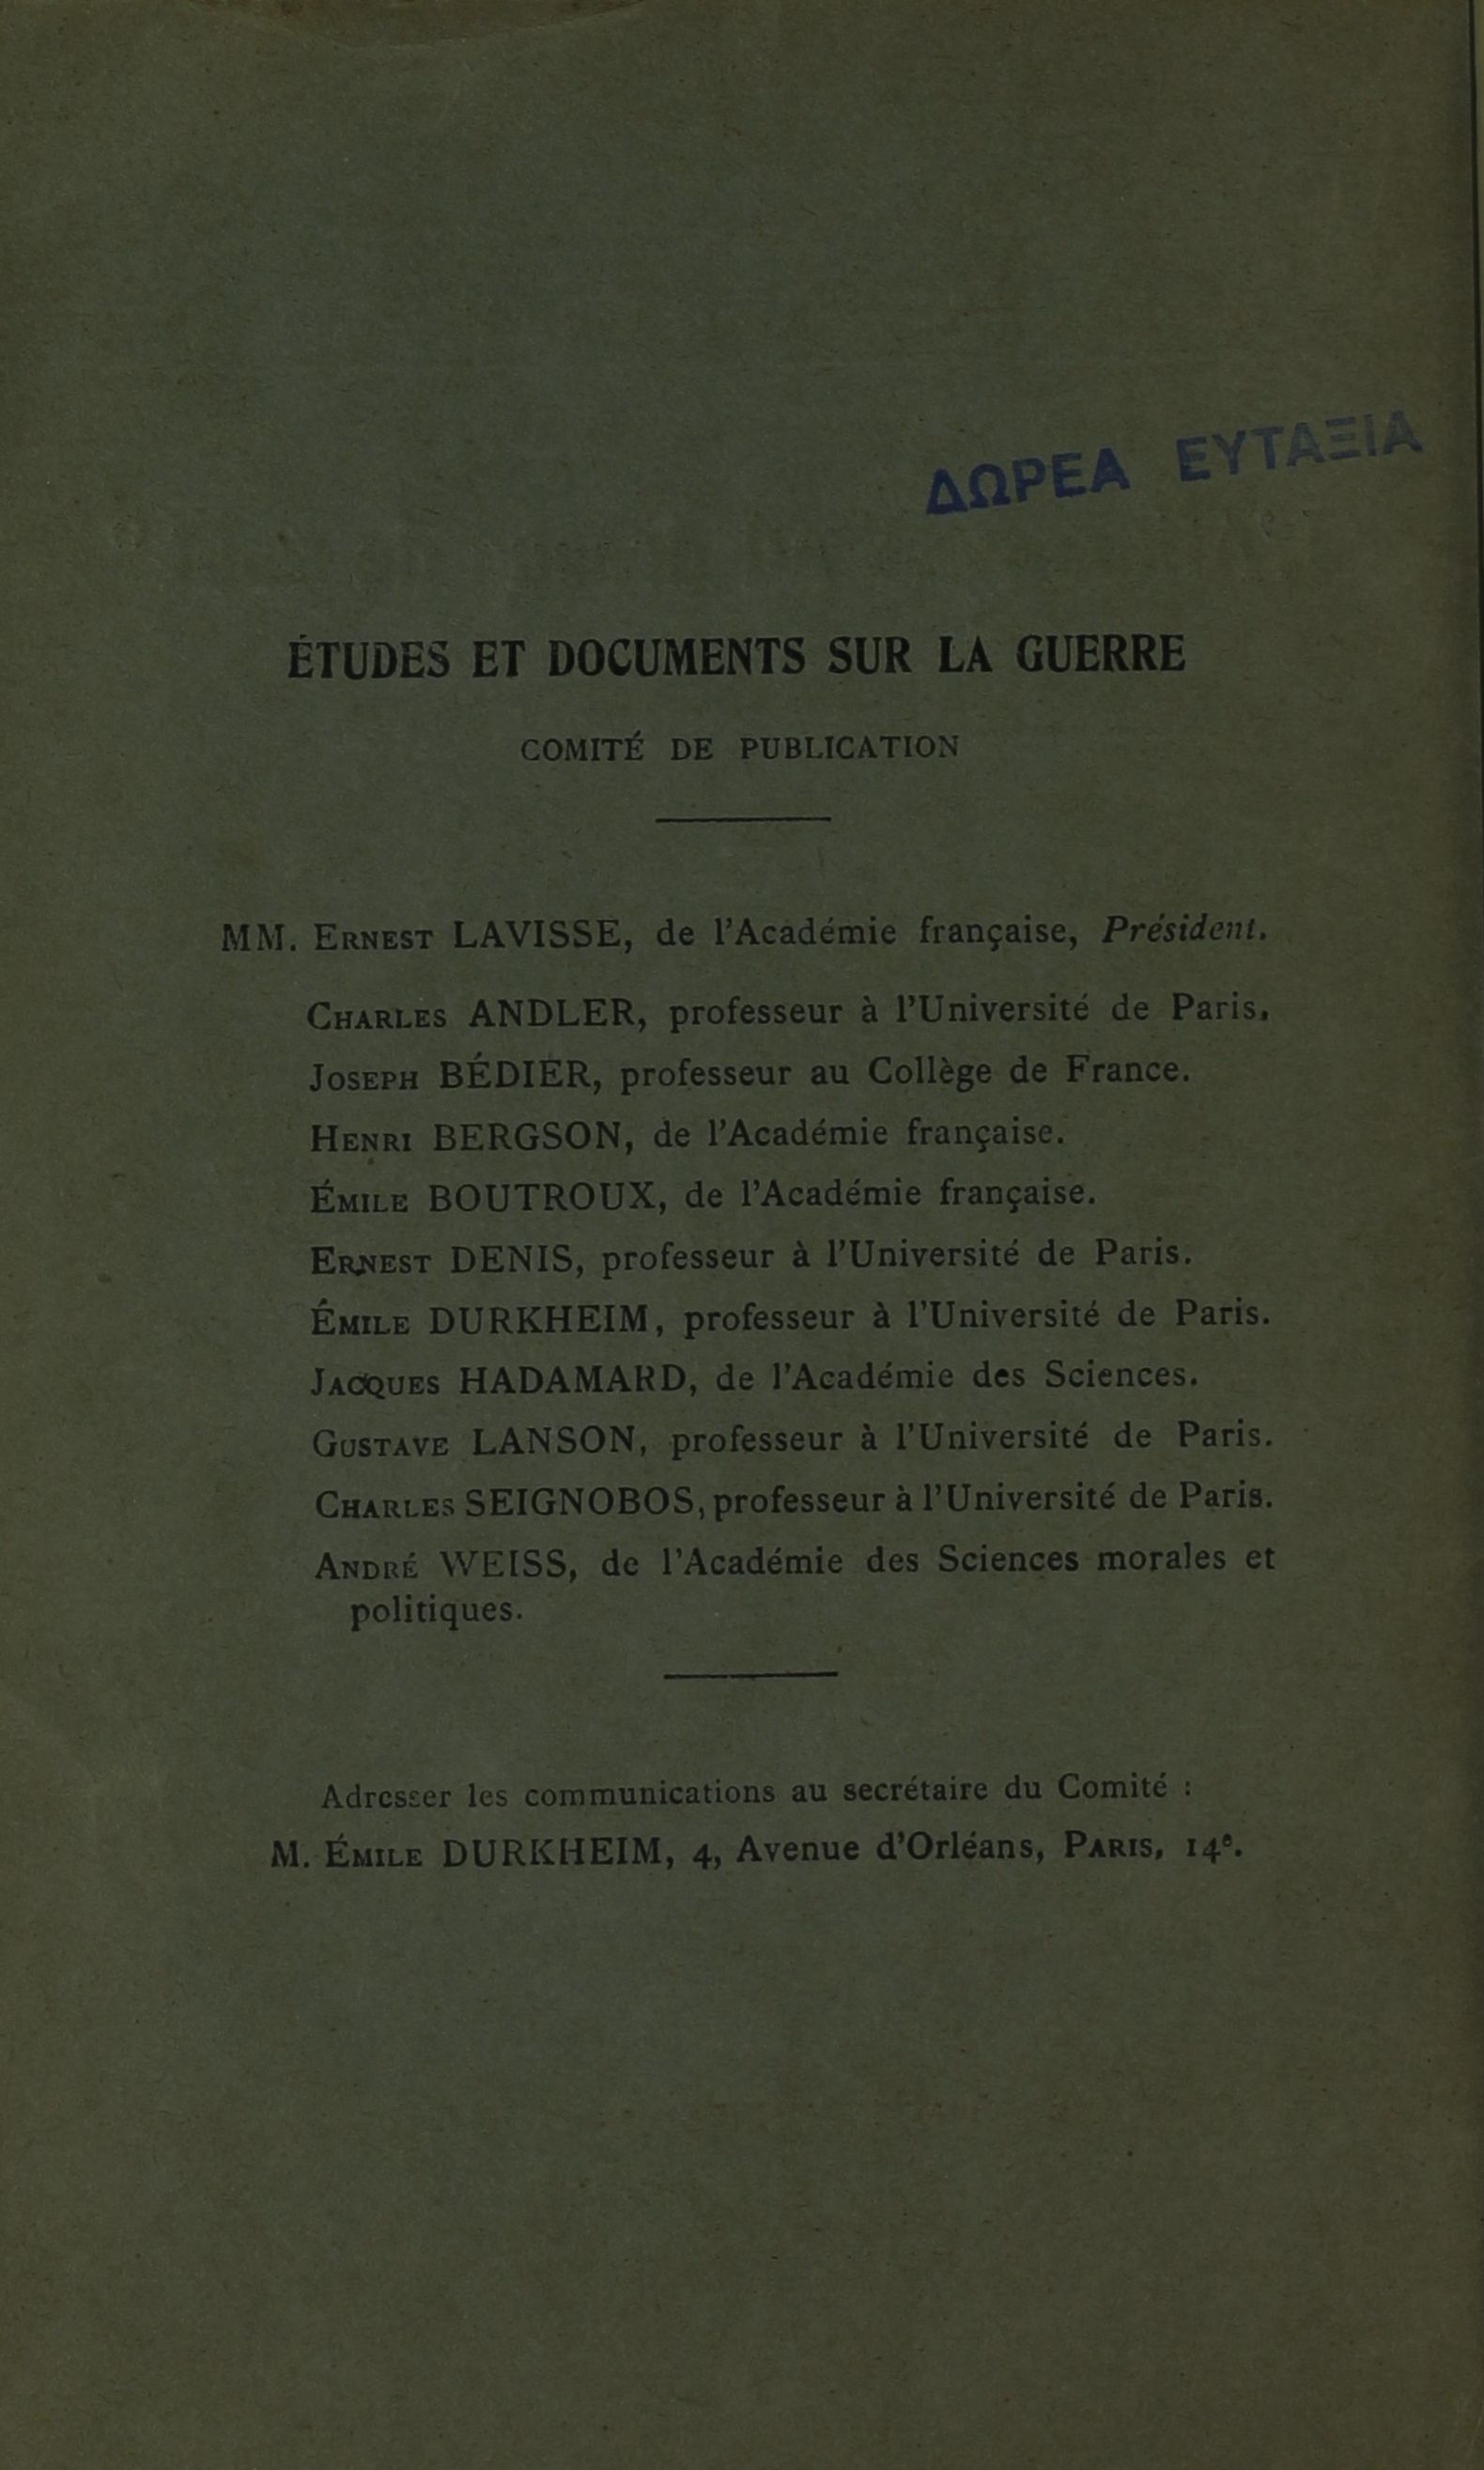 ΔΩΡΕΑ ΕΥΤΑΞΙΑ
ÉTUDES ET DOCUMENTS SUR LA GUERRE
COMITÉ DE PUBLICATION
MM. ERNEST LAVISSE, de l'Académie française, Président.
CHARLES ANDLER, professeur à l'Université de Paris.
JOSEPH BÉDIER, professeur au Collège de France.
HENRI BERGSON, de l'Académie française.
ÉMILE BOUTROUX, de l'Académie française.
ERNEST DENIS, professeur à l'Université de Paris.
ÉMILE DURKHEIM, professeur à l'Université de Paris.
JACQUES HADAMARD, de l'Académie des Sciences.
GUSTAVE LANSON, professeur à l'Université de Paris.
CHARLES SEIGNOBOS, professeur à l'Université de Paris.
ANDRÉ WEISS, de l'Académie des Sciences morales et
politiques.
Adresser les communications au secrétaire du Comité :
M. ÉMILE DURKHEIM, 4, Avenue d'Orléans, PARIS, 14e.